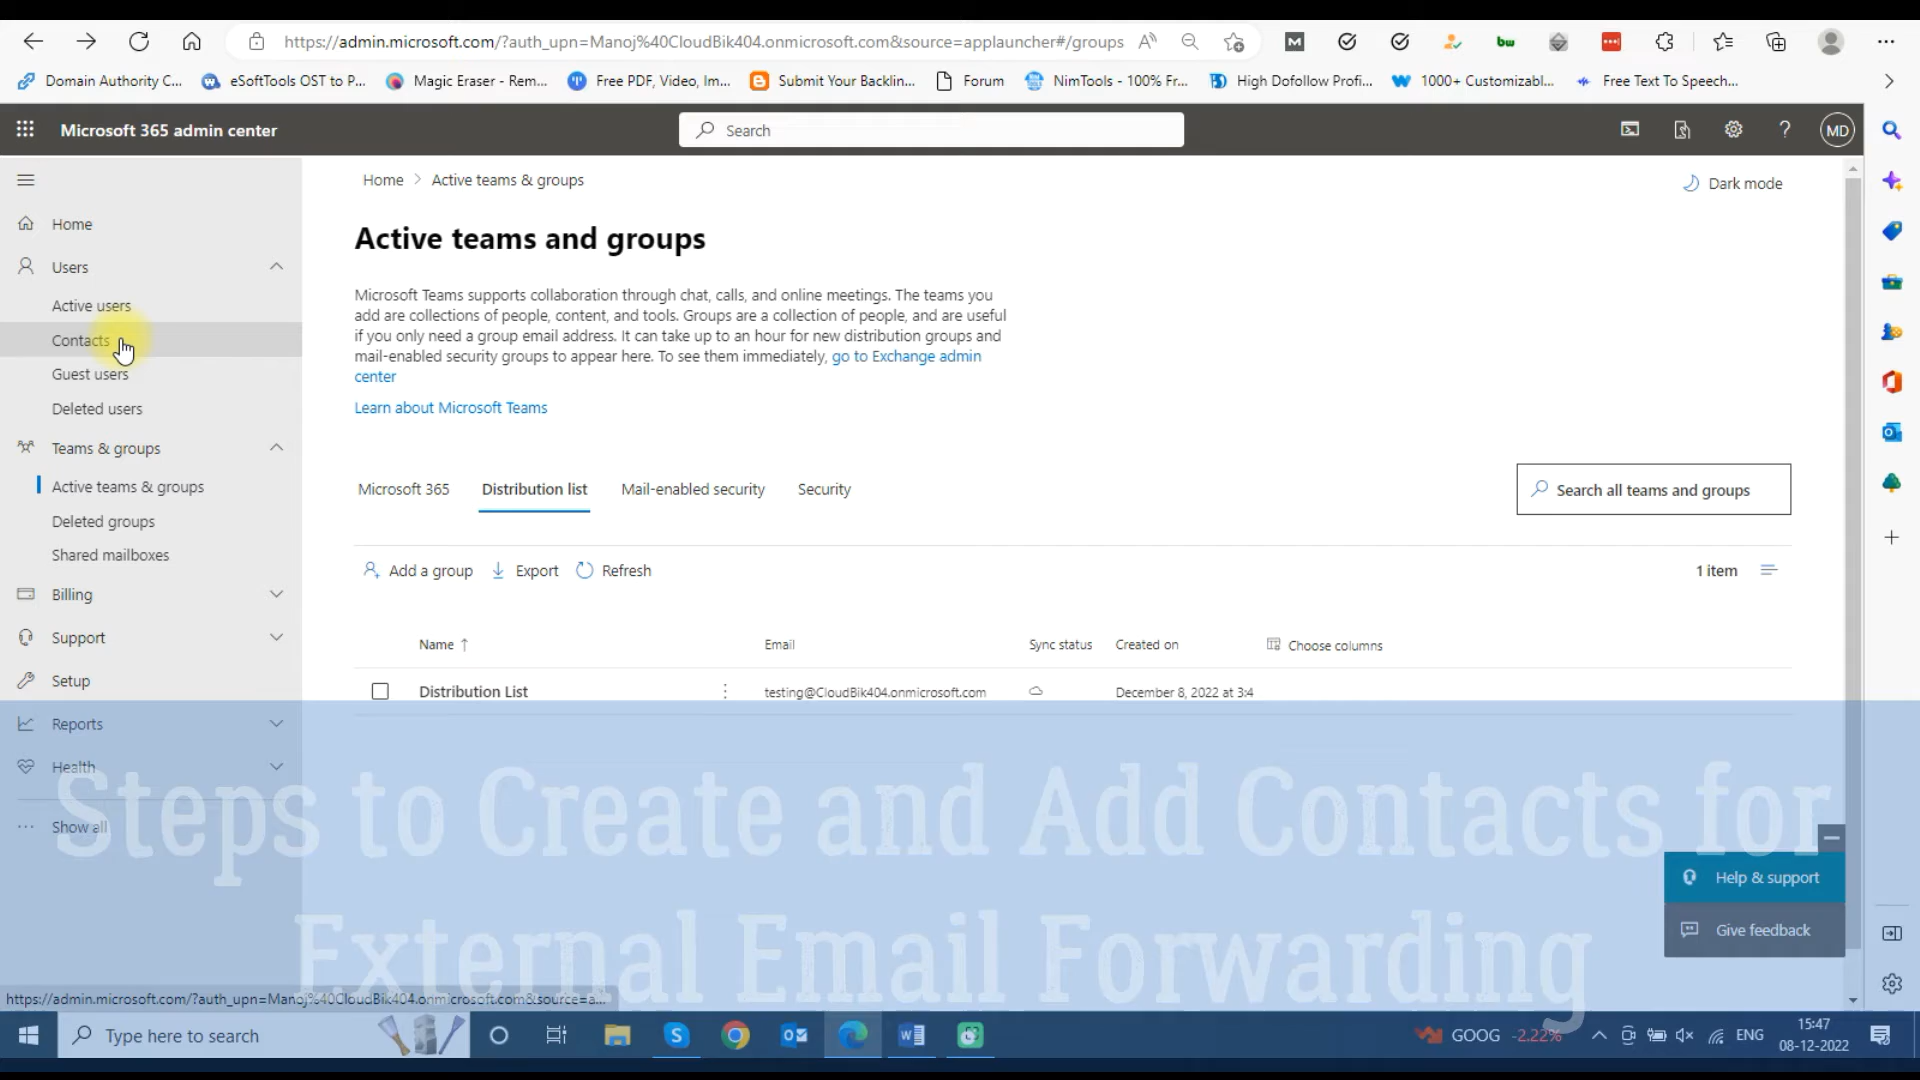 https://admin.microsoft.com/?auth_upn=Manoj%40CloudBik404.onmicrosoft.com&source=applauncher#/groups
Domain Authority C...
eSoftTools OST to P...
Magic Eraser - Rem...
Free PDF, Video, Im...
Submit Your Backlin...
Forum
NimTools - 100% Fr...
High Dofollow Profi...
1000+ Customizabl...
Free Text To Speech...
Microsoft 365 admin center
Search
MD
Home > Active teams & groups
Dark mode
Home
Users
Active users
Contacts
Guest users
Deleted users
Teams & groups
Active teams & groups
Deleted groups
Shared mailboxes
Billing
Support
Setup
Reports
Health
Show all
Active teams and groups
Microsoft Teams supports collaboration through chat, calls, and online meetings. The teams you
add are collections of people, content, and tools. Groups are a collection of people, and are useful
if you only need a group email address. It can take up to an hour for new distribution groups and
mail-enabled security groups to appear here. To see them immediately, go to Exchange admin
center
Learn about Microsoft Teams
Microsoft 365 Distribution list Mail-enabled security Security
Search all teams and groups
Add a group Export Refresh
1 item
Name ↑ Email Sync status Created on Choose columns
Distribution List testing@CloudBik404.onmicrosoft.com December 8, 2022 at 3:4
Steps to Create and Add Contacts for
External Email Forwarding
Help & support
Give feedback
https://admin.microsoft.com/?auth_upn=Manoj%40CloudBik404.onmicrosoft.com&source=a...
Type here to search
GOOG -2.22%
ENG
15:47
08-12-2022